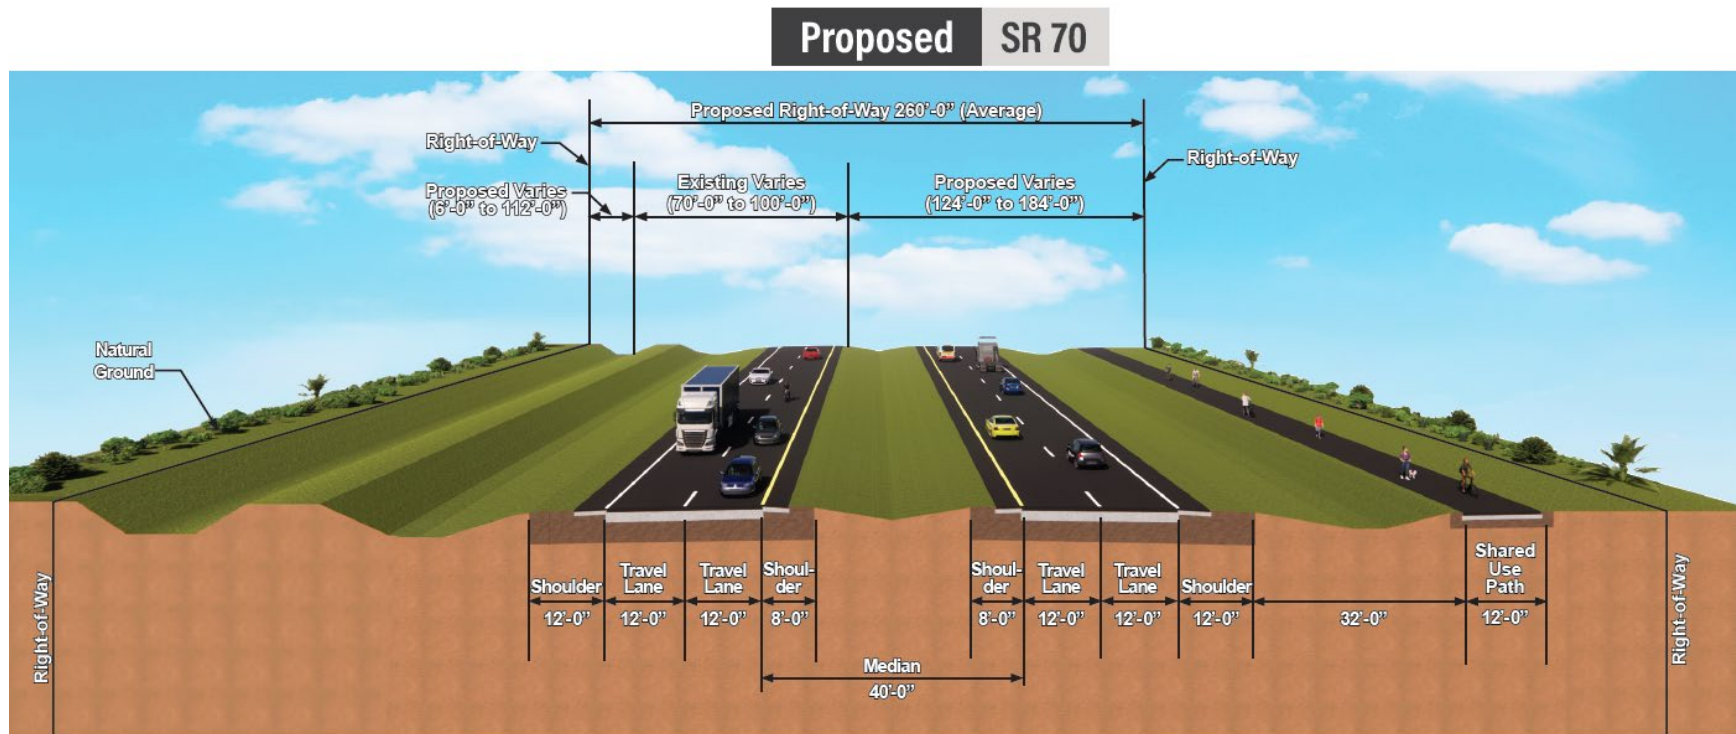 Proposed SR 70
Proposed Right-of-Way 260’-0” (Average)
Right-of-Way
Right-of-Way
Proposed Varies
(6’-0” to 112’-0”)
Existing Varies
(70’-0” to 100’-0”)
Proposed Varies
(124’-0” to 184’-0”)
Natural
Ground
Shoulder
12’-0”
Travel
Lane
12’-0”
Travel
Lane
12’-0”
Shoul-
der
8’-0”
Shoul-
der
8’-0”
Travel
Lane
12’-0”
Travel
Lane
12’-0”
Shoulder
12’-0”
32’-0”
Shared
Use
Path
12’-0”
Median
40’-0”
Right-of-Way
Right-of-Way